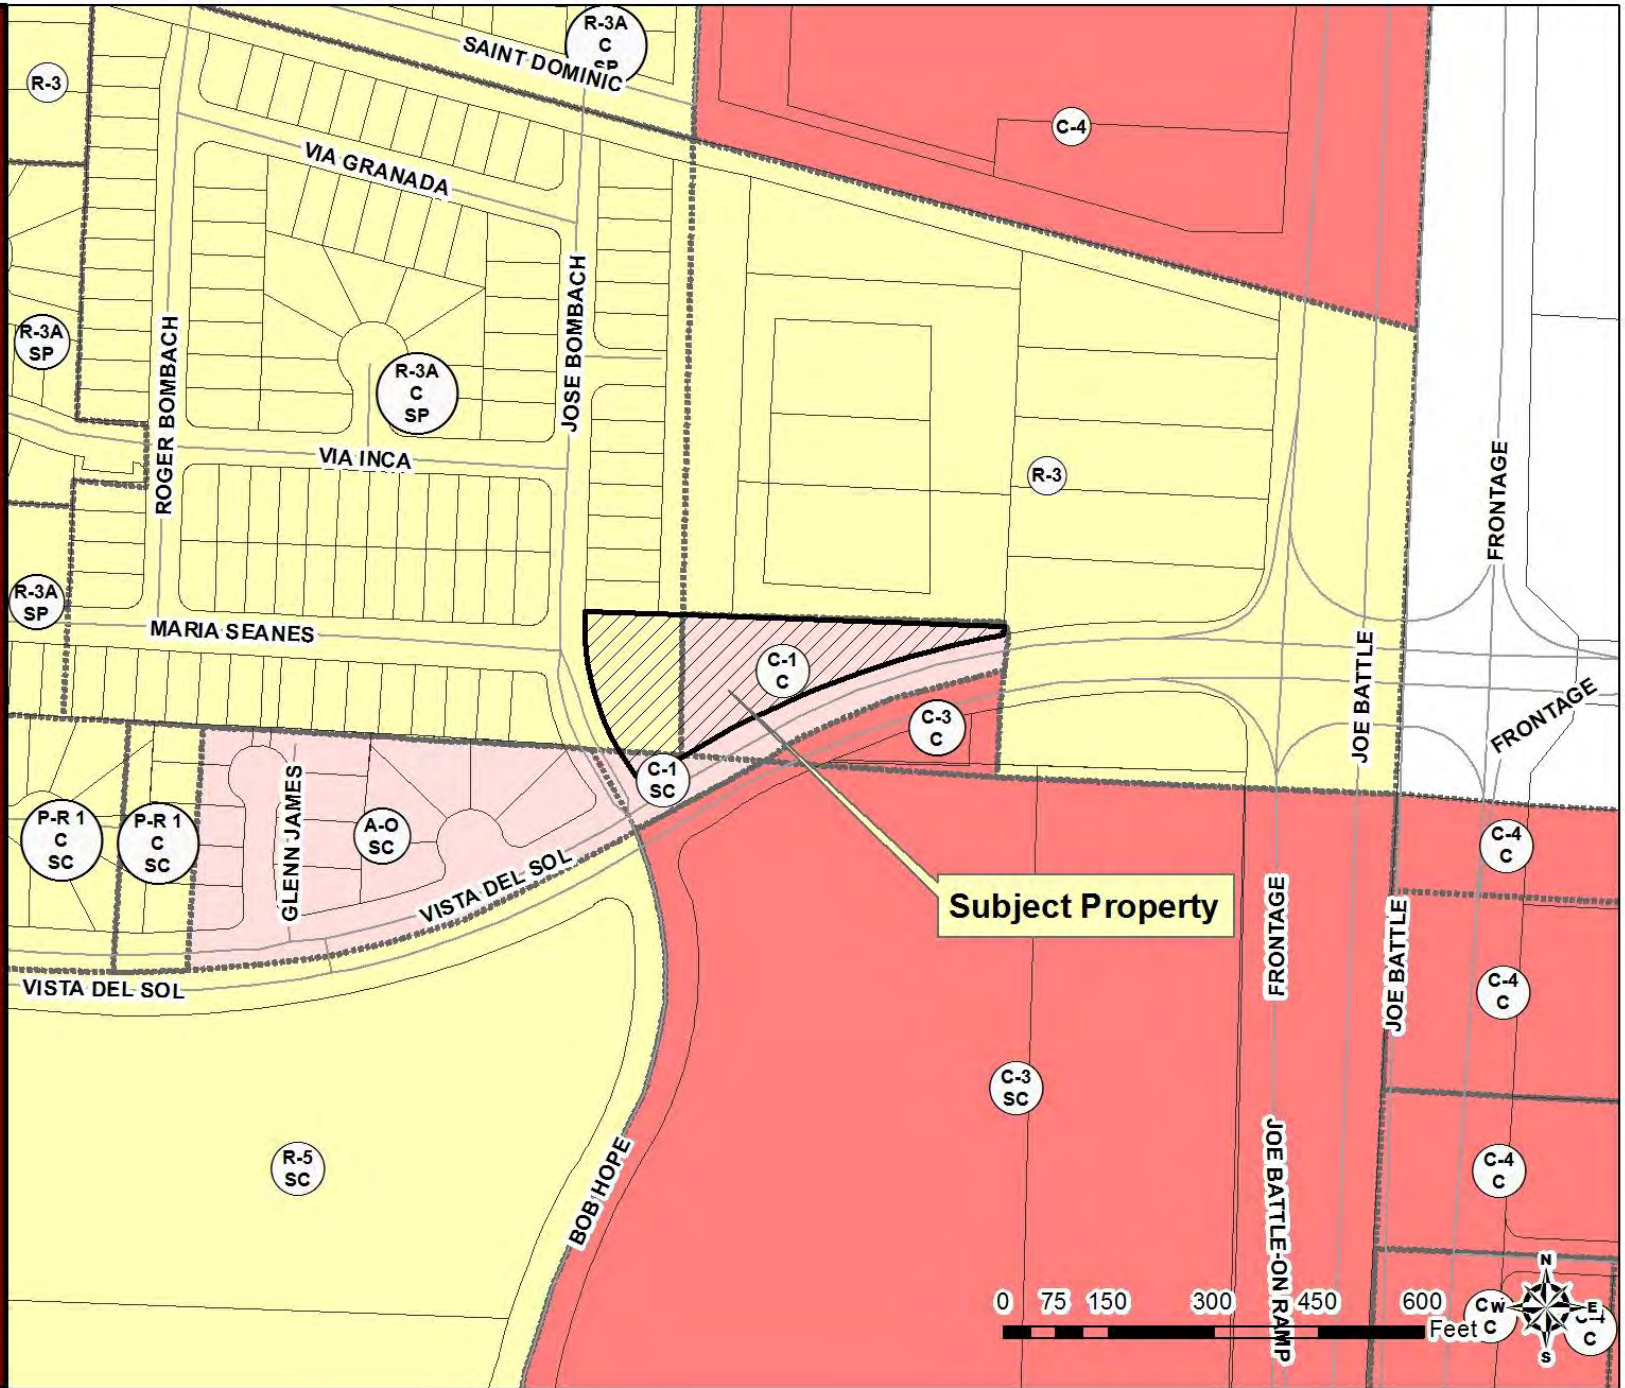 R-3A
C
SP
SAINT DOMINIC
R-3
C-4
VIA GRANADA
JOSE BOMBACH
ROGER BOMBACH
R-3A
SP
R-3A
C
SP
VIA INCA
R-3
FRONTAGE
R-3A
SP
MARIA SEANES
JOE BATTLE
C-1
C
FRONTAGE
C-3
C
C-1
SC
GLENN JAMES
P-R 1
C
SC
P-R 1
C
SC
A-O
SC
C-4
C
VISTA DEL SOL
Subject Property
FRONTAGE
JOE BATTLE
VISTA DEL SOL
C-4
C
C-3
SC
R-5
SC
BOB HOPE
C-4
C
JOE BATTLE-ON RAMP
0 75 150 300 450 600
Feet
N
W
E
S
C
C-4
C